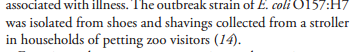 associated with illness. The outbreak strain of E. coli O157:H7
was isolated from shoes and shavings collected from a stroller
in households of petting zoo visitors (14).